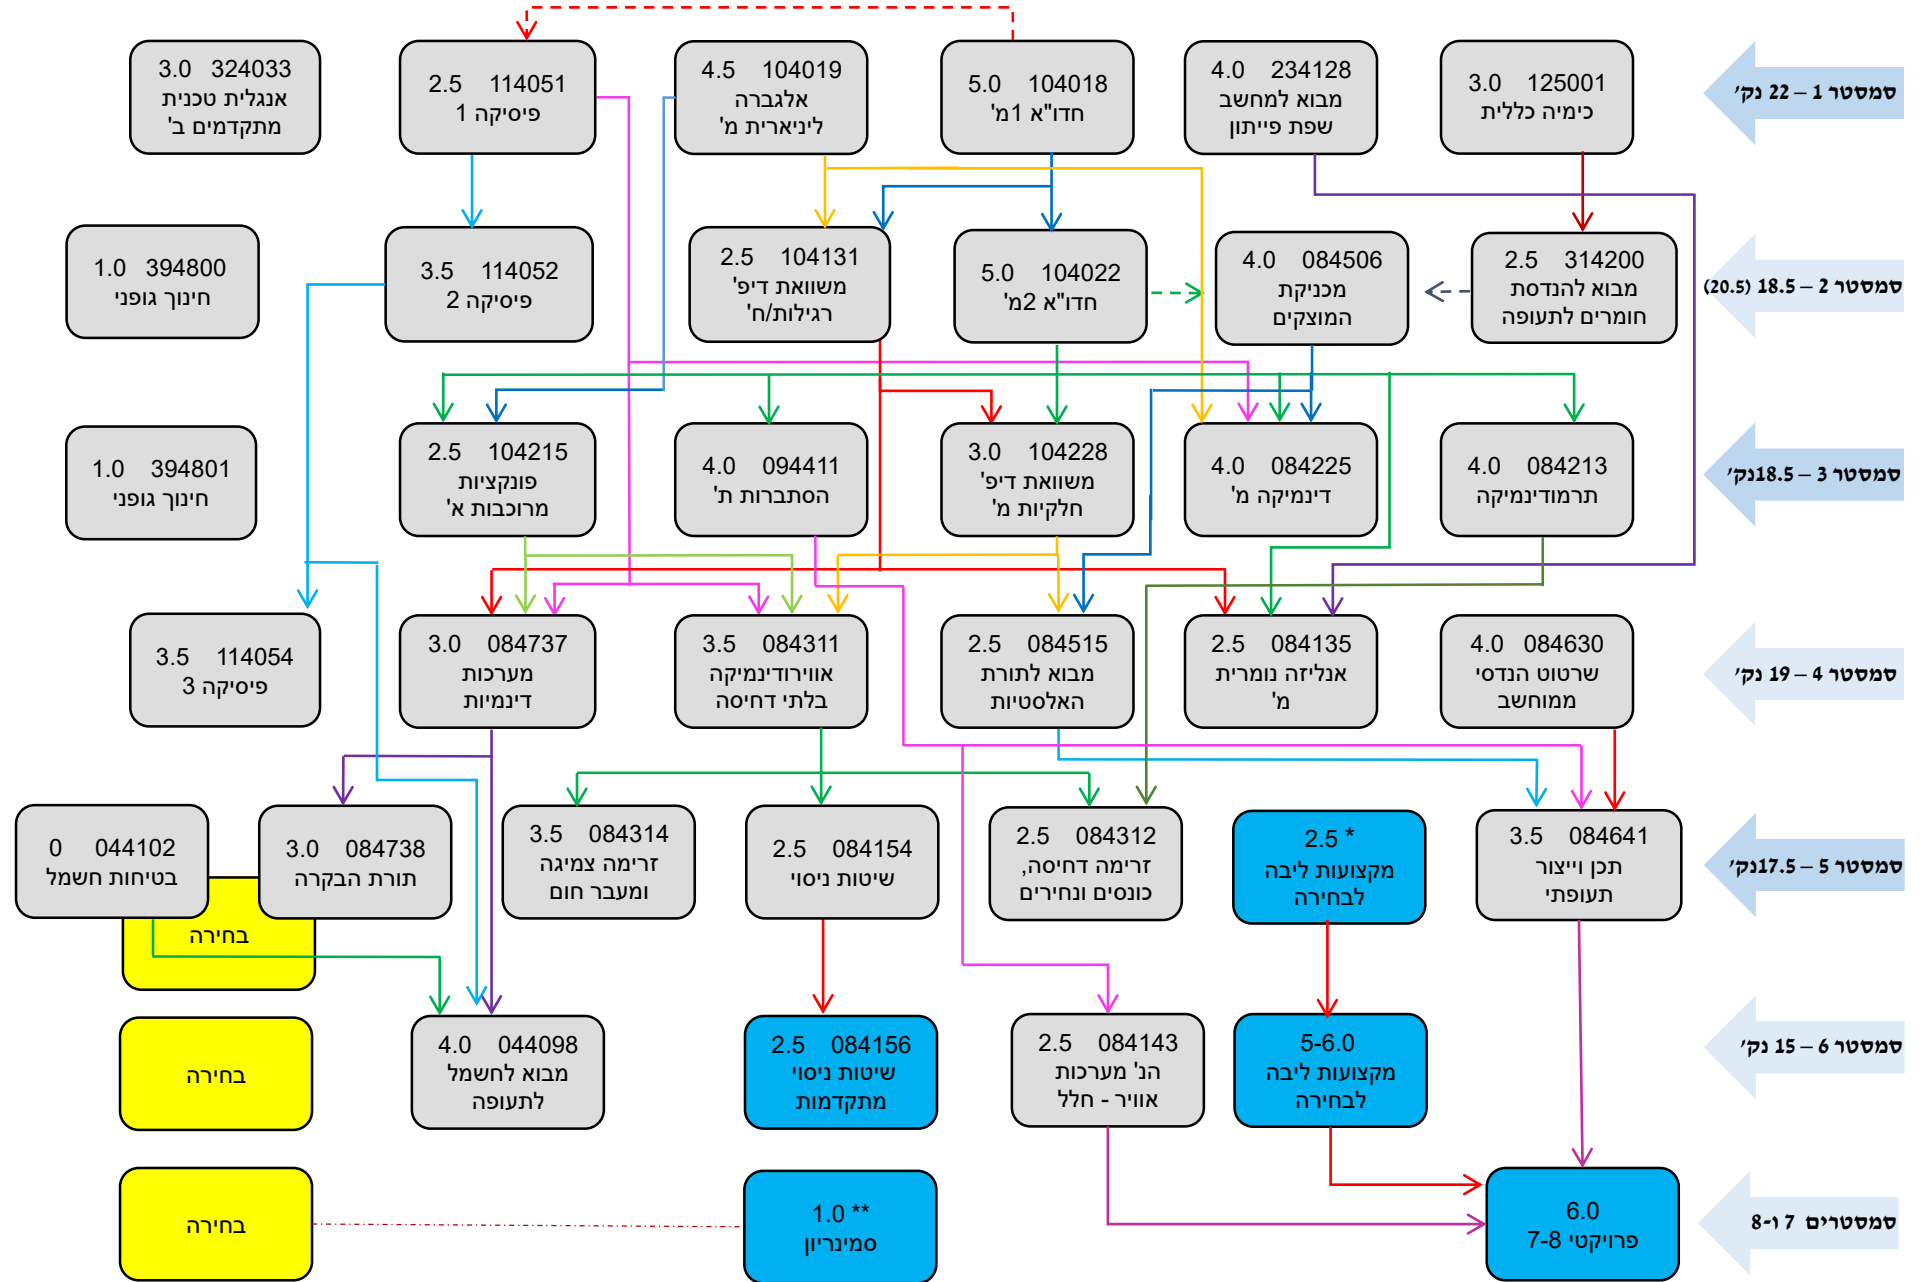 סמסטר 1 – 22 נק'
125001 3.0
כימיה כללית
234128 4.0
מבוא למחשב
שפת פייתון
104018 5.0
חדו"א 1מ'
104019 4.5
אלגברה
ליניארית מ'
114051 2.5
פיסיקה 1
324033 3.0
אנגלית טכנית
מתקדמים ב'
סמסטר 2 – 18.5 (20.5)
314200 2.5
מבוא להנדסת
חומרים לתעופה
084506 4.0
מכניקת
המוצקים
104022 5.0
חדו"א 2מ'
104131 2.5
משוואת דיפ'
רגילות/ח'
114052 3.5
פיסיקה 2
394800 1.0
חינוך גופני
סמסטר 3 – 18.5נק'
084213 4.0
תרמודינמיקה
084225 4.0
דינמיקה מ'
104228 3.0
משוואת דיפ'
חלקיות מ'
094411 4.0
הסתברות ת'
104215 2.5
פונקציות
מרוכבות א'
394801 1.0
חינוך גופני
סמסטר 4 – 19 נק'
084630 4.0
שרטוט הנדסי
ממוחשב
084135 2.5
אנליזה נומרית
מ'
084515 2.5
מבוא לתורת
האלסטיות
084311 3.5
אווירודינמיקה
בלתי דחיסה
084737 3.0
מערכות
דינמיות
114054 3.5
פיסיקה 3
סמסטר 5 – 17.5נק'
084641 3.5
תכן וייצור
תעופתי
* 2.5
מקצועות ליבה
לבחירה
084312 2.5
זרימה דחיסה,
כונסים ונחירים
084154 2.5
שיטות ניסוי
084314 3.5
זרימה צמיגה
ומעבר חום
084738 3.0
תורת הבקרה
044102 0
בטיחות חשמל
בחירה
סמסטר 6 – 15 נק'
5-6.0
מקצועות ליבה
לבחירה
084143 2.5
הנ' מערכות
אוויר - חלל
084156 2.5
שיטות ניסוי
מתקדמות
044098 4.0
מבוא לחשמל
לתעופה
בחירה
סמסטרים 7 ו-8
6.0
פרויקטי 7-8
** 1.0
סמינריון
בחירה